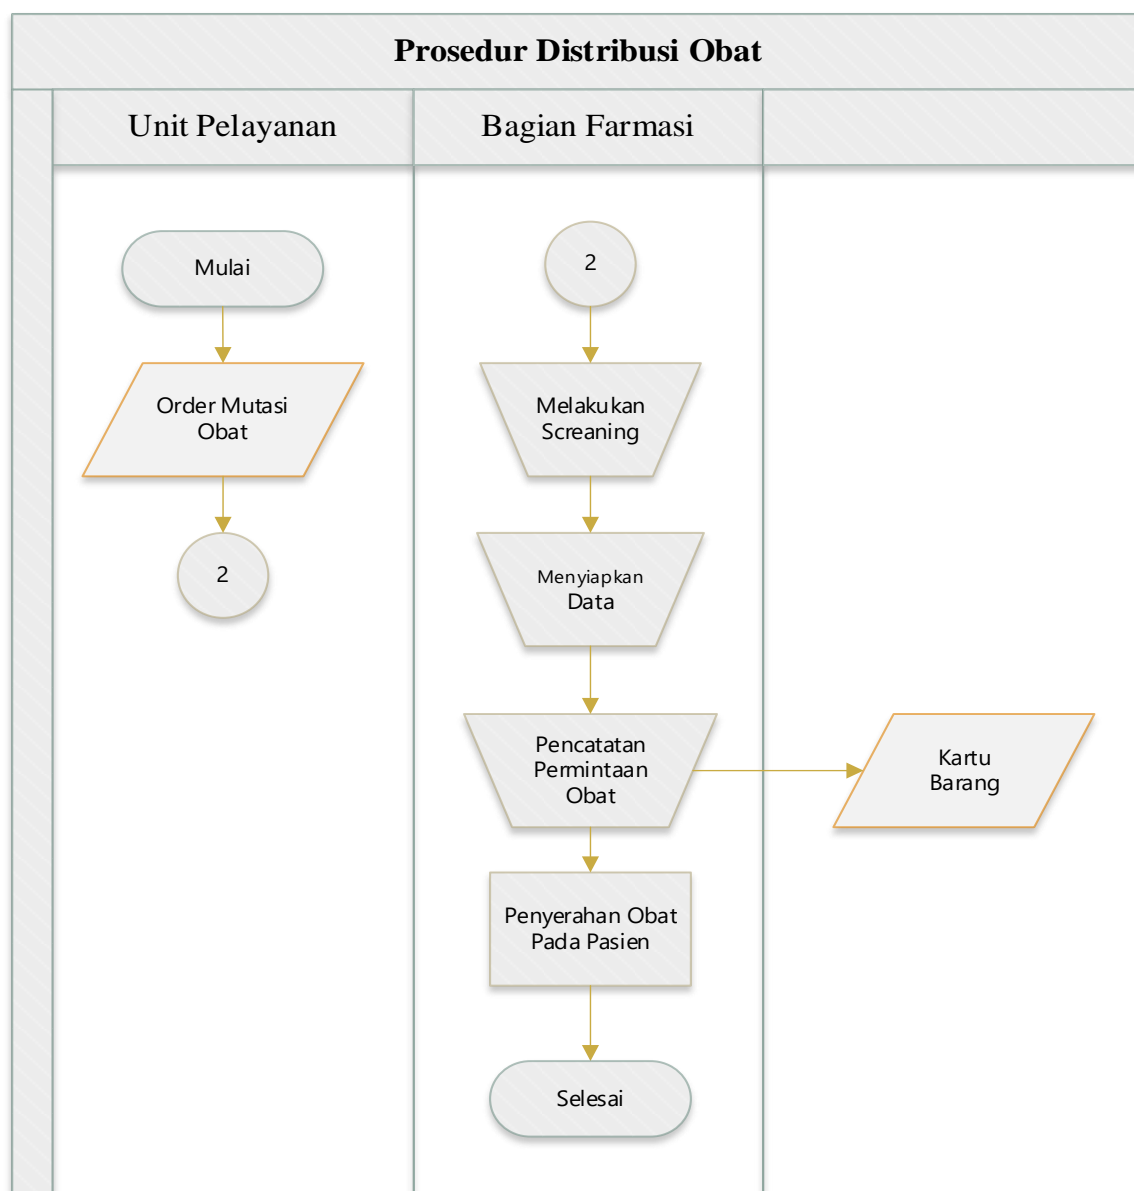 Prosedur Distribusi Obat
Unit Pelayanan
Bagian Farmasi
Mulai
Order Mutasi
Obat
2
2
Melakukan
Screaning
Menyiapkan
Data
Pencatatan
Permintaan
Obat
Kartu
Barang
Penyerahan Obat
Pada Pasien
Selesai